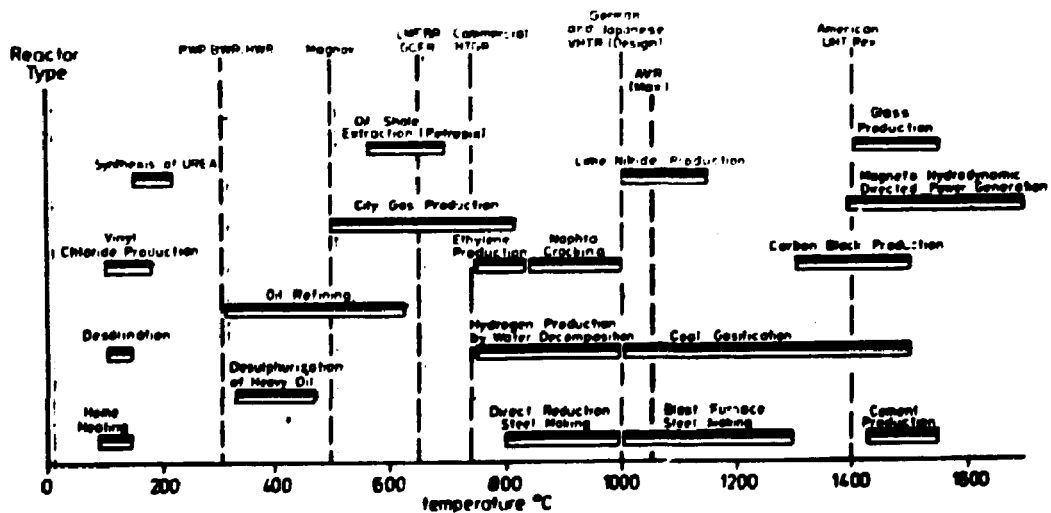 German
and Japanese
VHTR (Design)
American
UHT Rex
Commercial
HTGR
GCFR
PWR, BWR, HWR
Magnox
AVR
(Max)
Reactor
Type
Glass
Production
Oil Shale
Extraction (Petrosix)
Synthesis of UREA
Lime Nitride Production
Magneto Hydrodynamic
Directed Power Generation
City Gas Production
Vinyl
Chloride Production
Ethylene
Production
Naphta
Cracking
Carbon Black Production
Oil Refining
Desalination
Hydrogen Production
by Water Decomposition
Coal Gasification
Desulphurization
of Heavy Oil
Home
Heating
Direct Reduction
Steel Making
Blast Furnace
Steel Making
Cement
Production
0 200 400 600 800 1000 1200 1400 1600
temperature °C